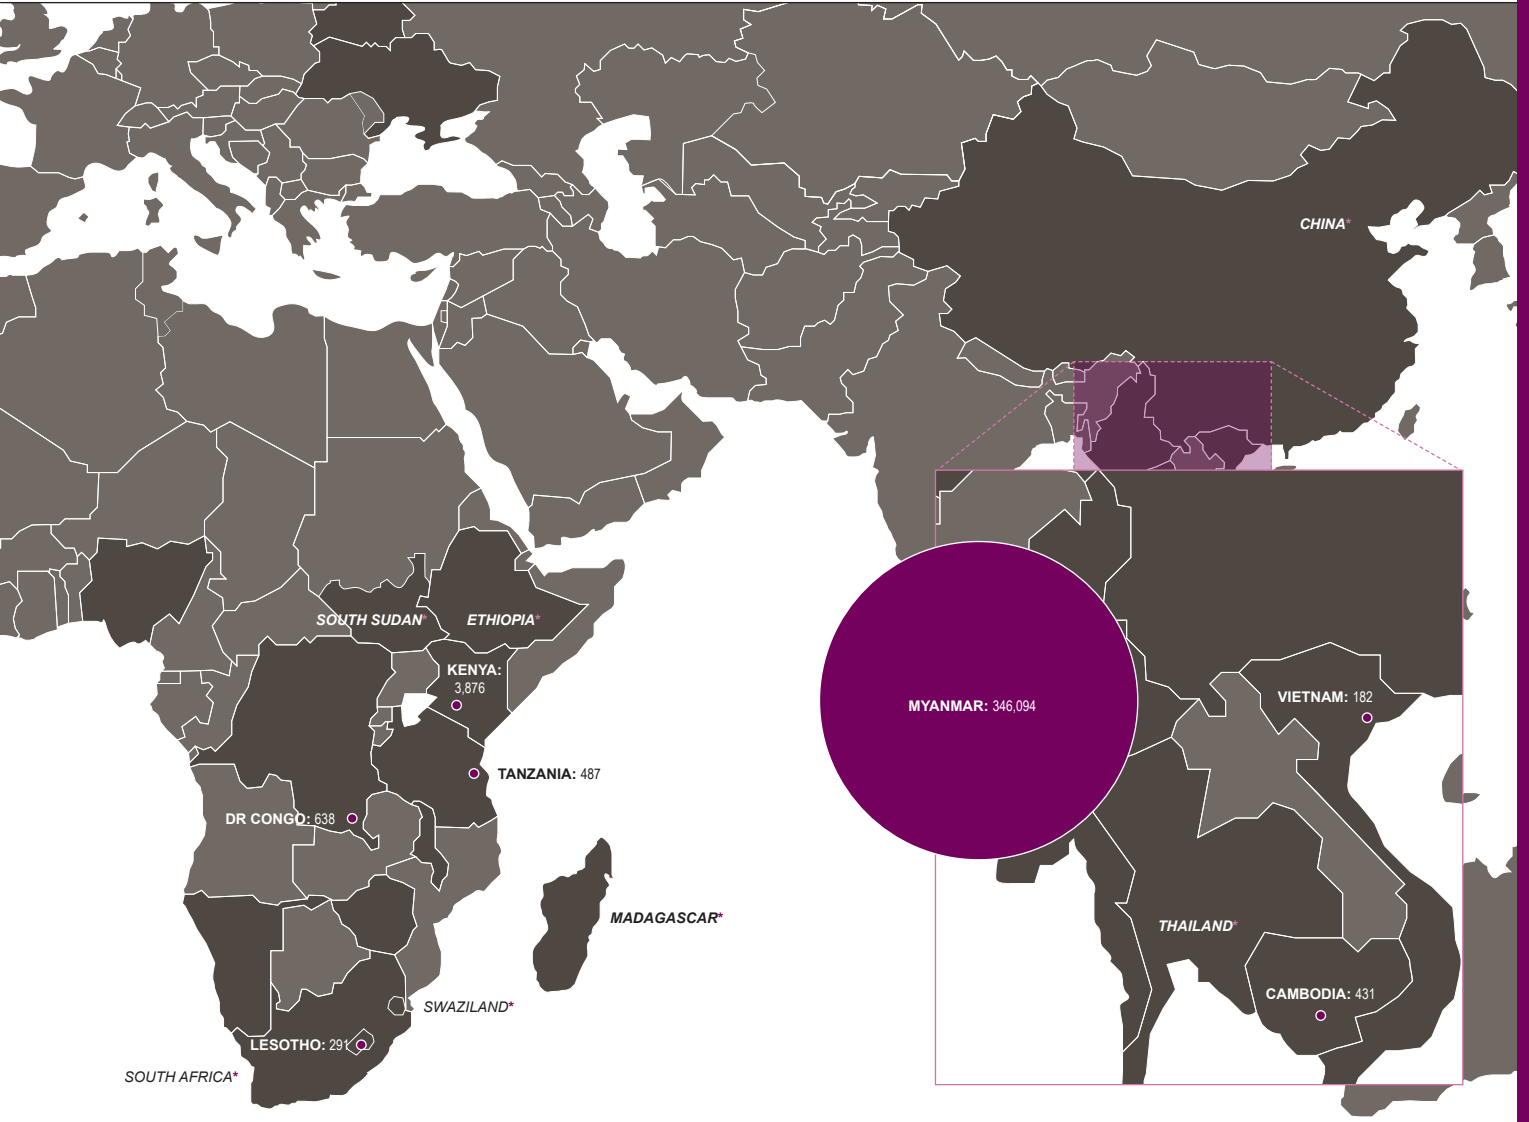 CHINA*
SOUTH SUDAN*
ETHIOPIA*
KENYA:
3,876
MYANMAR: 346,094
VIETNAM: 182
TANZANIA: 487
DR CONGO: 638
MADAGASCAR*
THAILAND*
CAMBODIA: 431
SWAZILAND*
LESOTHO: 291
SOUTH AFRICA*